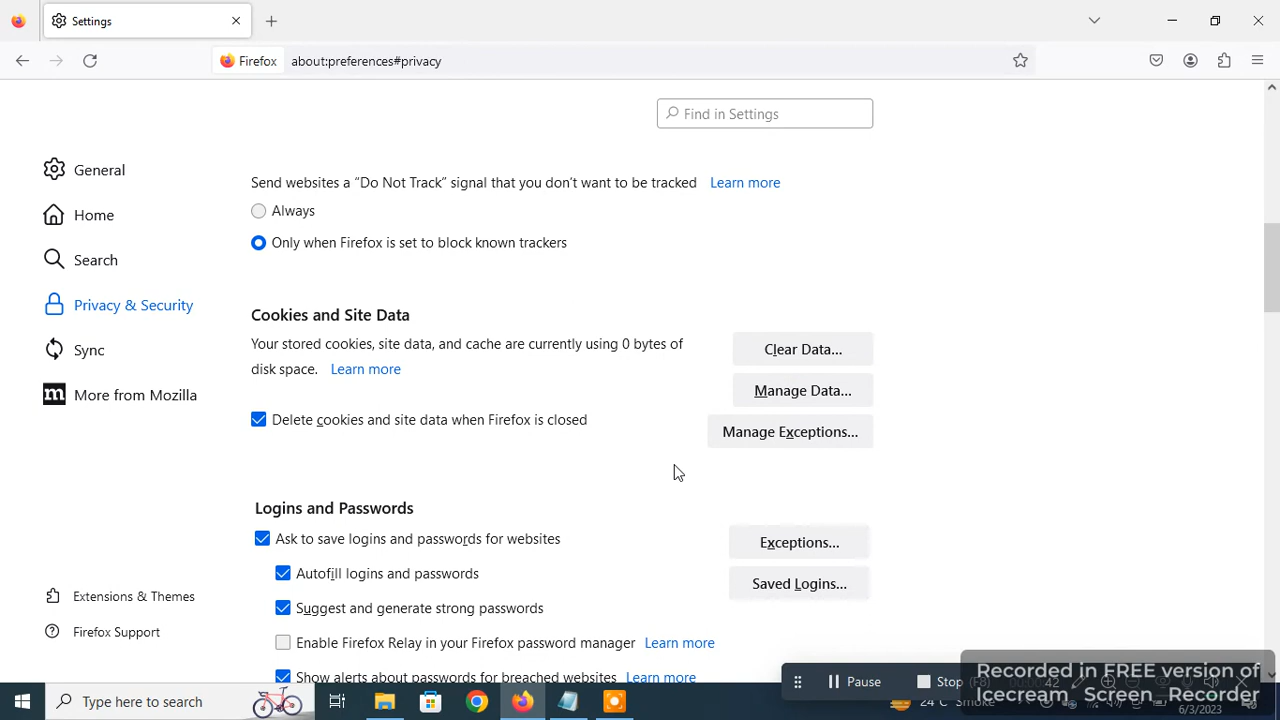 Settings
Firefox
about:preferences#privacy
Find in Settings
General
Home
Search
Privacy & Security
Sync
More from Mozilla
Extensions & Themes
Firefox Support
Send websites a “Do Not Track” signal that you don’t want to be tracked Learn more
Always
Only when Firefox is set to block known trackers
Cookies and Site Data
Your stored cookies, site data, and cache are currently using 0 bytes of
disk space. Learn more
Clear Data...
Manage Data...
Delete cookies and site data when Firefox is closed
Manage Exceptions...
Logins and Passwords
Ask to save logins and passwords for websites
Exceptions...
Autofill logins and passwords
Saved Logins...
Suggest and generate strong passwords
Enable Firefox Relay in your Firefox password manager Learn more
Show alerts about passwords for breached websites Learn more
Pause
Stop (F8)
Recorded in FREE version of
Icecream Screen Recorder
Type here to search
24°C Smoke
6/3/2023